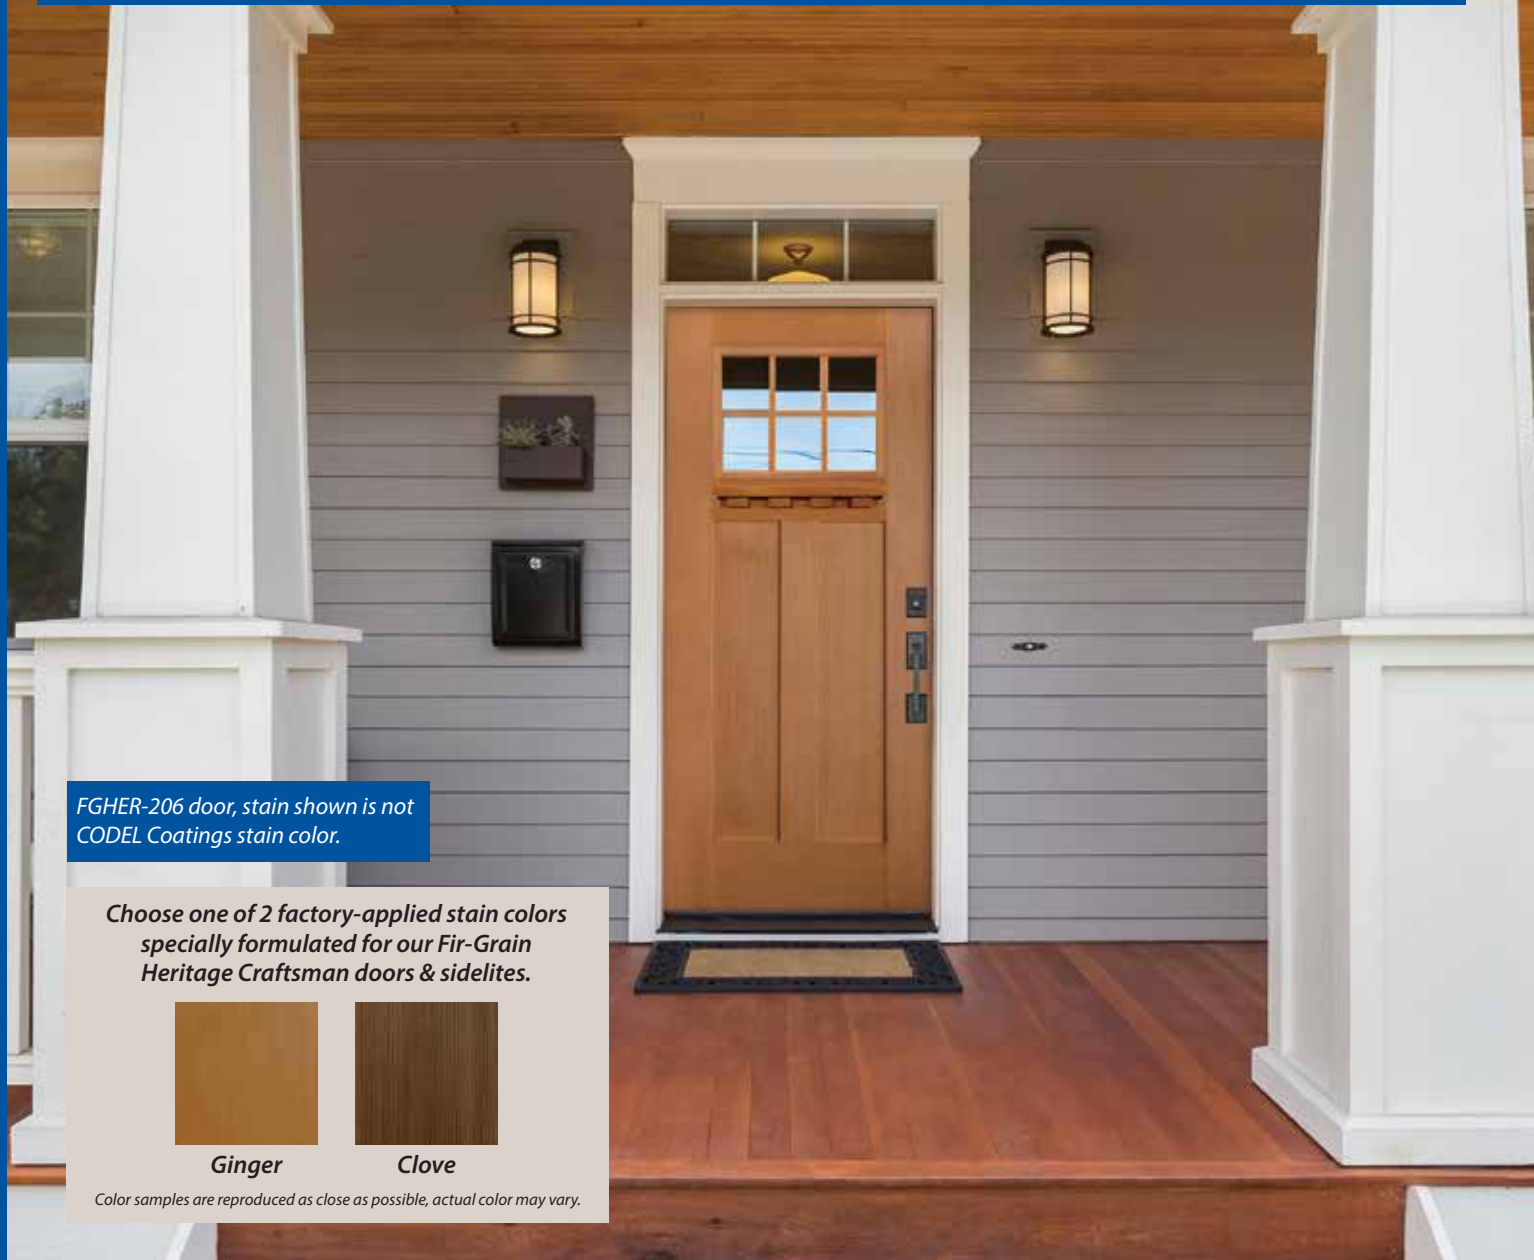 FGHER-206 door, stain shown is not
CODEL Coatings stain color.
Choose one of 2 factory-applied stain colors
specially formulated for our Fir-Grain
Heritage Craftsman doors & sidelites.
Ginger
Clove
Color samples are reproduced as close as possible, actual color may vary.